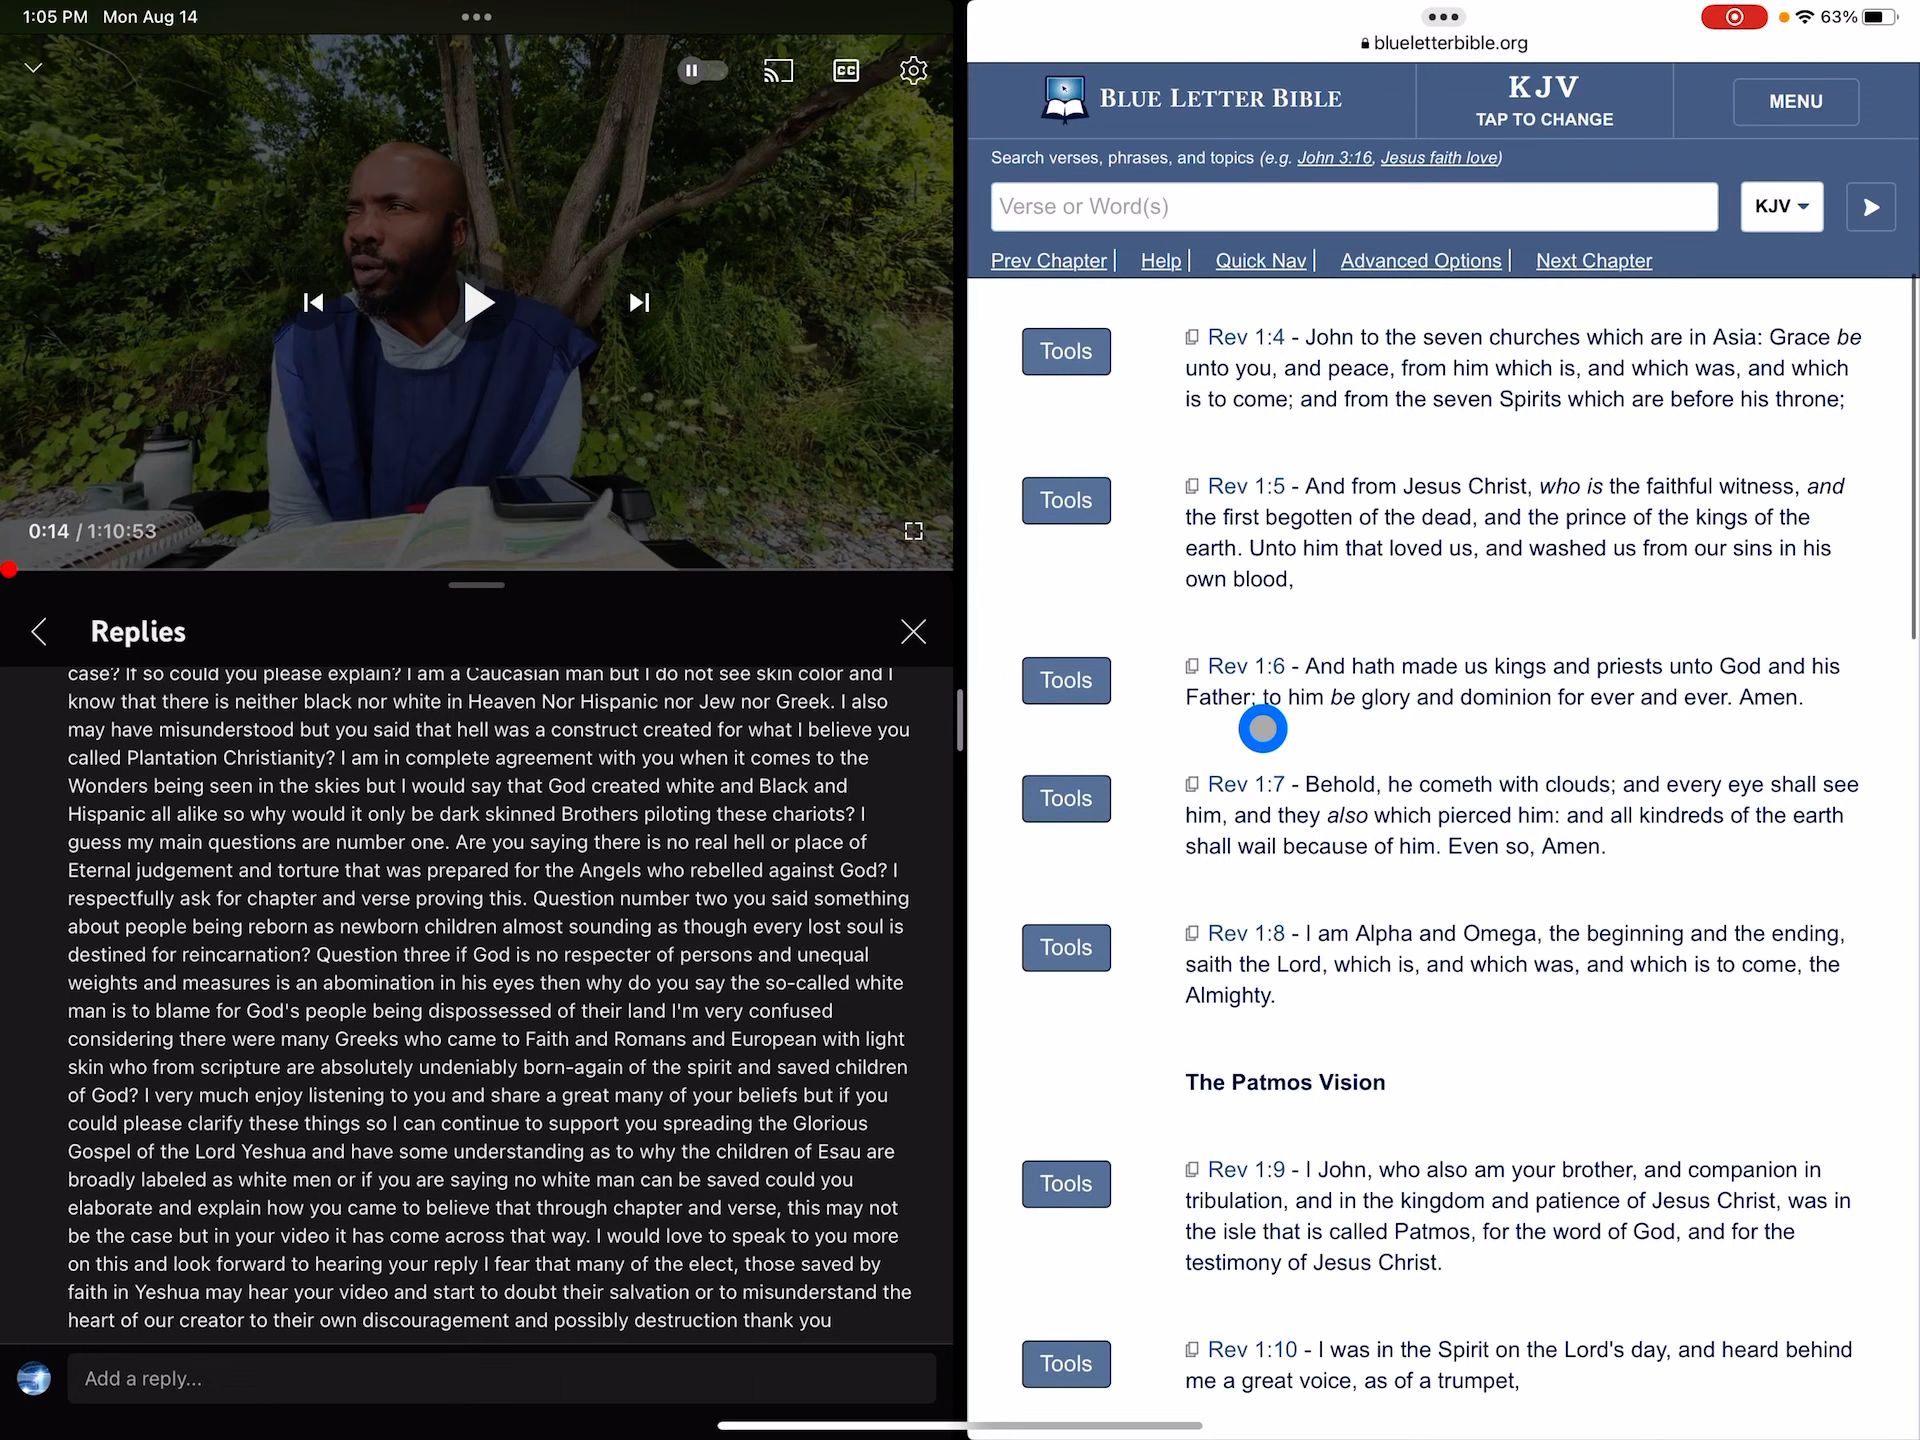 1:05 PM Mon Aug 14
CC
0:14 / 1:10:53
Replies
case? If so could you please explain? I am a Caucasian man but I do not see skin color and I
know that there is neither black nor white in Heaven Nor Hispanic nor Jew nor Greek. I also
may have misunderstood but you said that hell was a construct created for what I believe you
called Plantation Christianity? I am in complete agreement with you when it comes to the
Wonders being seen in the skies but I would say that God created white and Black and
Hispanic all alike so why would it only be dark skinned Brothers piloting these chariots? I
guess my main questions are number one. Are you saying there is no real hell or place of
Eternal judgement and torture that was prepared for the Angels who rebelled against God? I
respectfully ask for chapter and verse proving this. Question number two you said something
about people being reborn as newborn children almost sounding as though every lost soul is
destined for reincarnation? Question three if God is no respecter of persons and unequal
weights and measures is an abomination in his eyes then why do you say the so-called white
man is to blame for God's people being dispossessed of their land I'm very confused
considering there were many Greeks who came to Faith and Romans and European with light
skin who from scripture are absolutely undeniably born-again of the spirit and saved children
of God? I very much enjoy listening to you and share a great many of your beliefs but if you
could please clarify these things so I can continue to support you spreading the Glorious
Gospel of the Lord Yeshua and have some understanding as to why the children of Esau are
broadly labeled as white men or if you are saying no white man can be saved could you
elaborate and explain how you came to believe that through chapter and verse, this may not
be the case but in your video it has come across that way. I would love to speak to you more
on this and look forward to hearing your reply I fear that many of the elect, those saved by
faith in Yeshua may hear your video and start to doubt their salvation or to misunderstand the
heart of our creator to their own discouragement and possibly destruction thank you
Add a reply...
63%
blueletterbible.org
BLUE LETTER BIBLE
KJV
TAP TO CHANGE
MENU
Search verses, phrases, and topics (e.g. John 3:16, Jesus faith love)
Verse or Word(s)
KJV
Prev Chapter | Help | Quick Nav | Advanced Options | Next Chapter
Tools
Rev 1:4 - John to the seven churches which are in Asia: Grace be
unto you, and peace, from him which is, and which was, and which
is to come; and from the seven Spirits which are before his throne;
Tools
Rev 1:5 - And from Jesus Christ, who is the faithful witness, and
the first begotten of the dead, and the prince of the kings of the
earth. Unto him that loved us, and washed us from our sins in his
own blood,
Tools
Rev 1:6 - And hath made us kings and priests unto God and his
Father; to him be glory and dominion for ever and ever. Amen.
Tools
Rev 1:7 - Behold, he cometh with clouds; and every eye shall see
him, and they also which pierced him: and all kindreds of the earth
shall wail because of him. Even so, Amen.
Tools
Rev 1:8 - I am Alpha and Omega, the beginning and the ending,
saith the Lord, which is, and which was, and which is to come, the
Almighty.
The Patmos Vision
Tools
Rev 1:9 - I John, who also am your brother, and companion in
tribulation, and in the kingdom and patience of Jesus Christ, was in
the isle that is called Patmos, for the word of God, and for the
testimony of Jesus Christ.
Tools
Rev 1:10 - I was in the Spirit on the Lord's day, and heard behind
me a great voice, as of a trumpet,